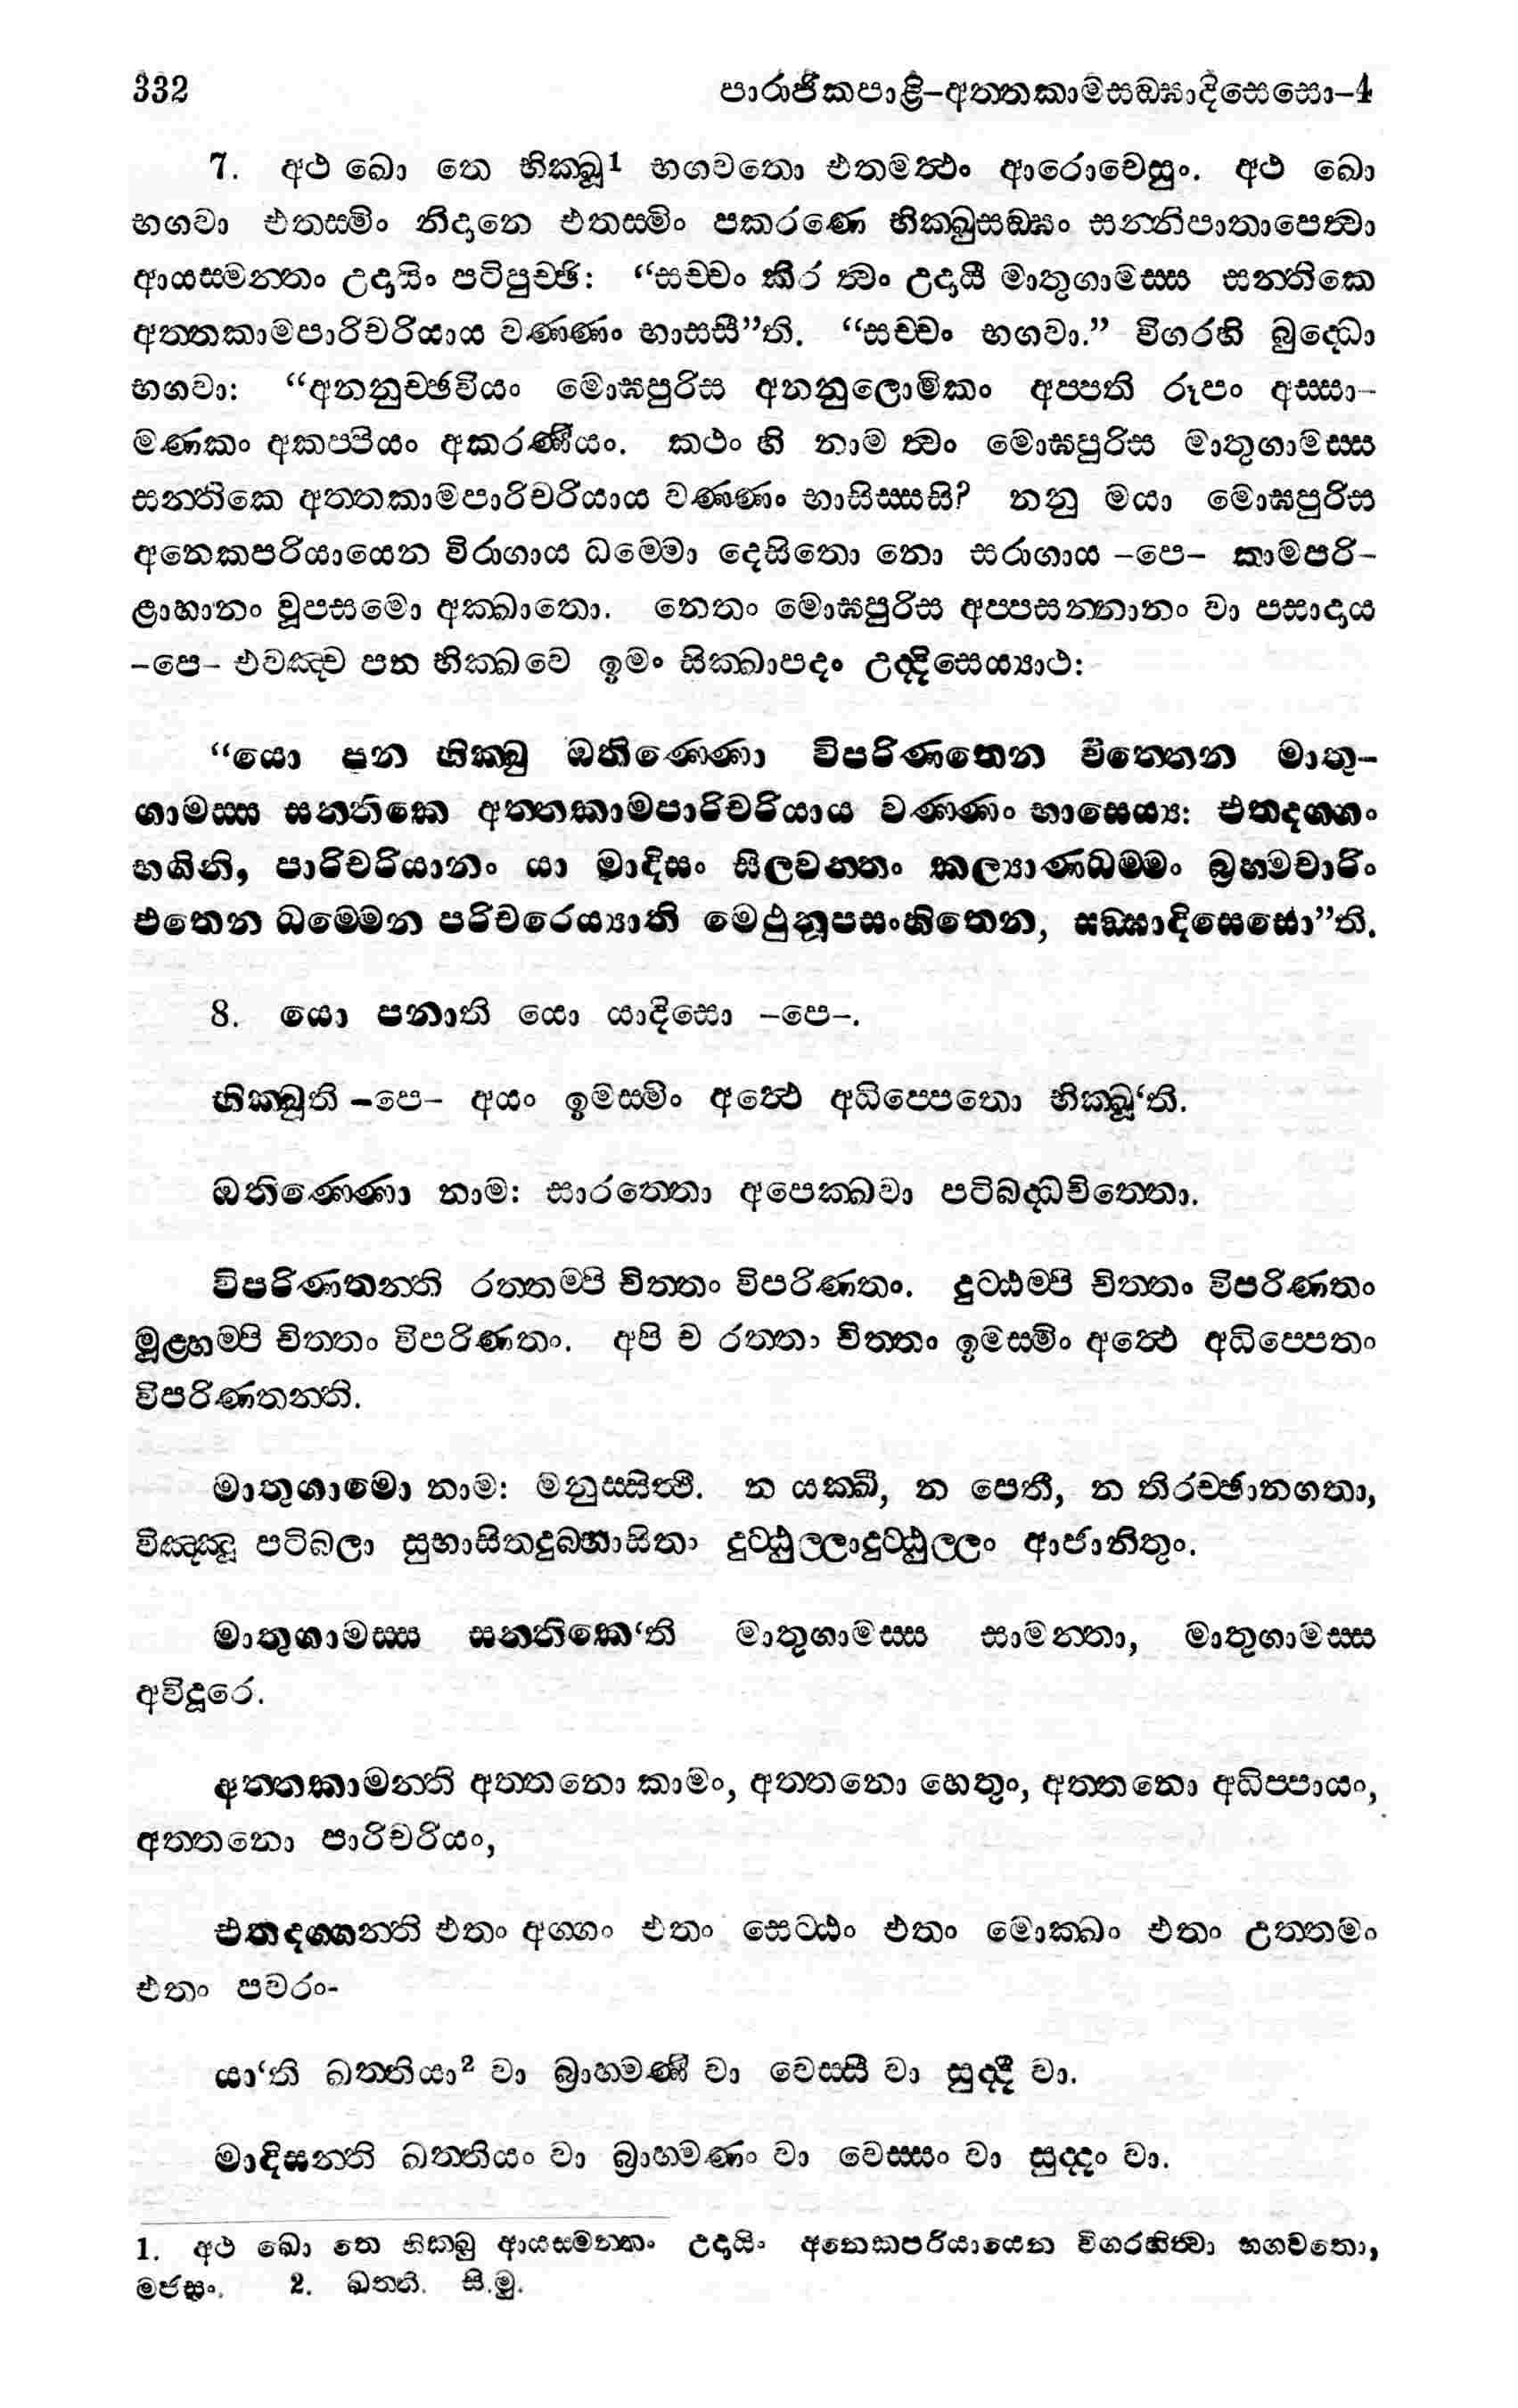 332 පාරාජිකපාළි–අත්තකාමසඞ්ඝාදිසෙසො–4
7. අථ ඛො තෙ භික්ඛූ1 භගවතො එතමත්ථං ආරොචෙසුං. අථ ඛො
භගවා එතස්මිං නිදානෙ එතස්මිං පකරණෙ භික්ඛුසඞ්ඝං සන්නිපාතාපෙත්වා
ආයස්මන්තං උදායිං පටිපුච්ඡි: “සච්චං කිර ත්වං උදායී මාතුගාමස්ස සන්තිකෙ
අත්තකාමපාරිචරියාය වණ්ණං භාසසී”ති. “සච්චං භගවා.” විගරහි බුද්ධො
භගවා: “අනනුච්ඡවියං මොඝපුරිස අනනුලොමිකං අප්පති රූපං අස්සා-
මණකං අකප්පියං අකරණීයං. කථං හි නාම ත්වං මොඝපුරිස මාතුගාමස්ස
සන්තිකෙ අත්තකාමපාරිචරියාය වණ්ණං භාසිස්සසි? නනු මයා මොඝපුරිස
අනෙකපරියායෙන විරාගාය ධම්මො දෙසිතො නො සරාගාය –පෙ– කාමපරි-
ළාහානං වූපසමො අක්ඛාතො. නෙතං මොඝපුරිස අප්පසන්නානං වා පසාදාය
–පෙ– එවඤ්ච පන භික්ඛවෙ ඉමං සික්ඛාපදං උද්දිසෙය්‍යාථ:
“යො පන භික්ඛු ඔතිණ්ණො විපරිණතෙන චිත්තෙන මාතු-
ගාමස්ස සන්තිකෙ අත්තකාමපාරිචරියාය වණ්ණං භාසෙය්‍ය: එතදග්ගං
භගිනි, පාරිචරියානං යා මාදිසං සීලවන්තං කල්‍යාණධම්මං බ්‍රහ්මචාරිං
එතෙන ධම්මෙන පරිචරෙය්‍යාති මෙථුනූපසංහිතෙන, සඞ්ඝාදිසෙසො”ති.
8. යො පනාති යො යාදිසො –පෙ–.
භික්ඛූති –පෙ– අයං ඉමස්මිං අත්ථෙ අධිප්පෙතො භික්ඛූ‘ති.
ඔතිණ්ණො නාම: සාරත්තො අපෙක්ඛවා පටිබද්ධචිත්තො.
විපරිණතන්ති රත්තම්පි චිත්තං විපරිණතං. දුට්ඨම්පි චිත්තං විපරිණතං
මූළ්හම්පි චිත්තං විපරිණතං. අපි ච රත්තං චිත්තං ඉමස්මිං අත්ථෙ අධිප්පෙතං
විපරිණතන්ති.
මාතුගාමො නාම: මනුස්සිත්ථී. න යක්ඛී, න පෙතී, න තිරච්ඡානගතා,
විඤ්ඤූ පටිබලා සුභාසිතදුබ්භාසිතං දුට්ඨුල්ලාදුට්ඨුල්ලං ආජානිතුං.
මාතුගාමස්ස සන්තිකෙ‘ති මාතුගාමස්ස සාමන්තා, මාතුගාමස්ස
අවිදූරෙ.
අත්තකාමන්ති අත්තනො කාමං, අත්තනො හෙතුං, අත්තනො අධිප්පායං,
අත්තනො පාරිචරියං,
එතදග්ගන්ති එතං අග්ගං එතං සෙට්ඨං එතං මොක්ඛං එතං උත්තමං
එතං පවරං-
යා‘ති ඛත්තියා2 වා බ්‍රාහ්මණී වා වෙස්සී වා සුද්දී වා.
මාදිසන්ති ඛත්තියං වා බ්‍රාහ්මණං වා වෙස්සං වා සුද්දං වා.
1. අථ ඛො තෙ භික්ඛු ආයස්මන්තං උදායිං අනෙකපරියායෙන විගරහිත්වා භගවතො,
මජසං. 2. ඛත්තී. සී.මු.